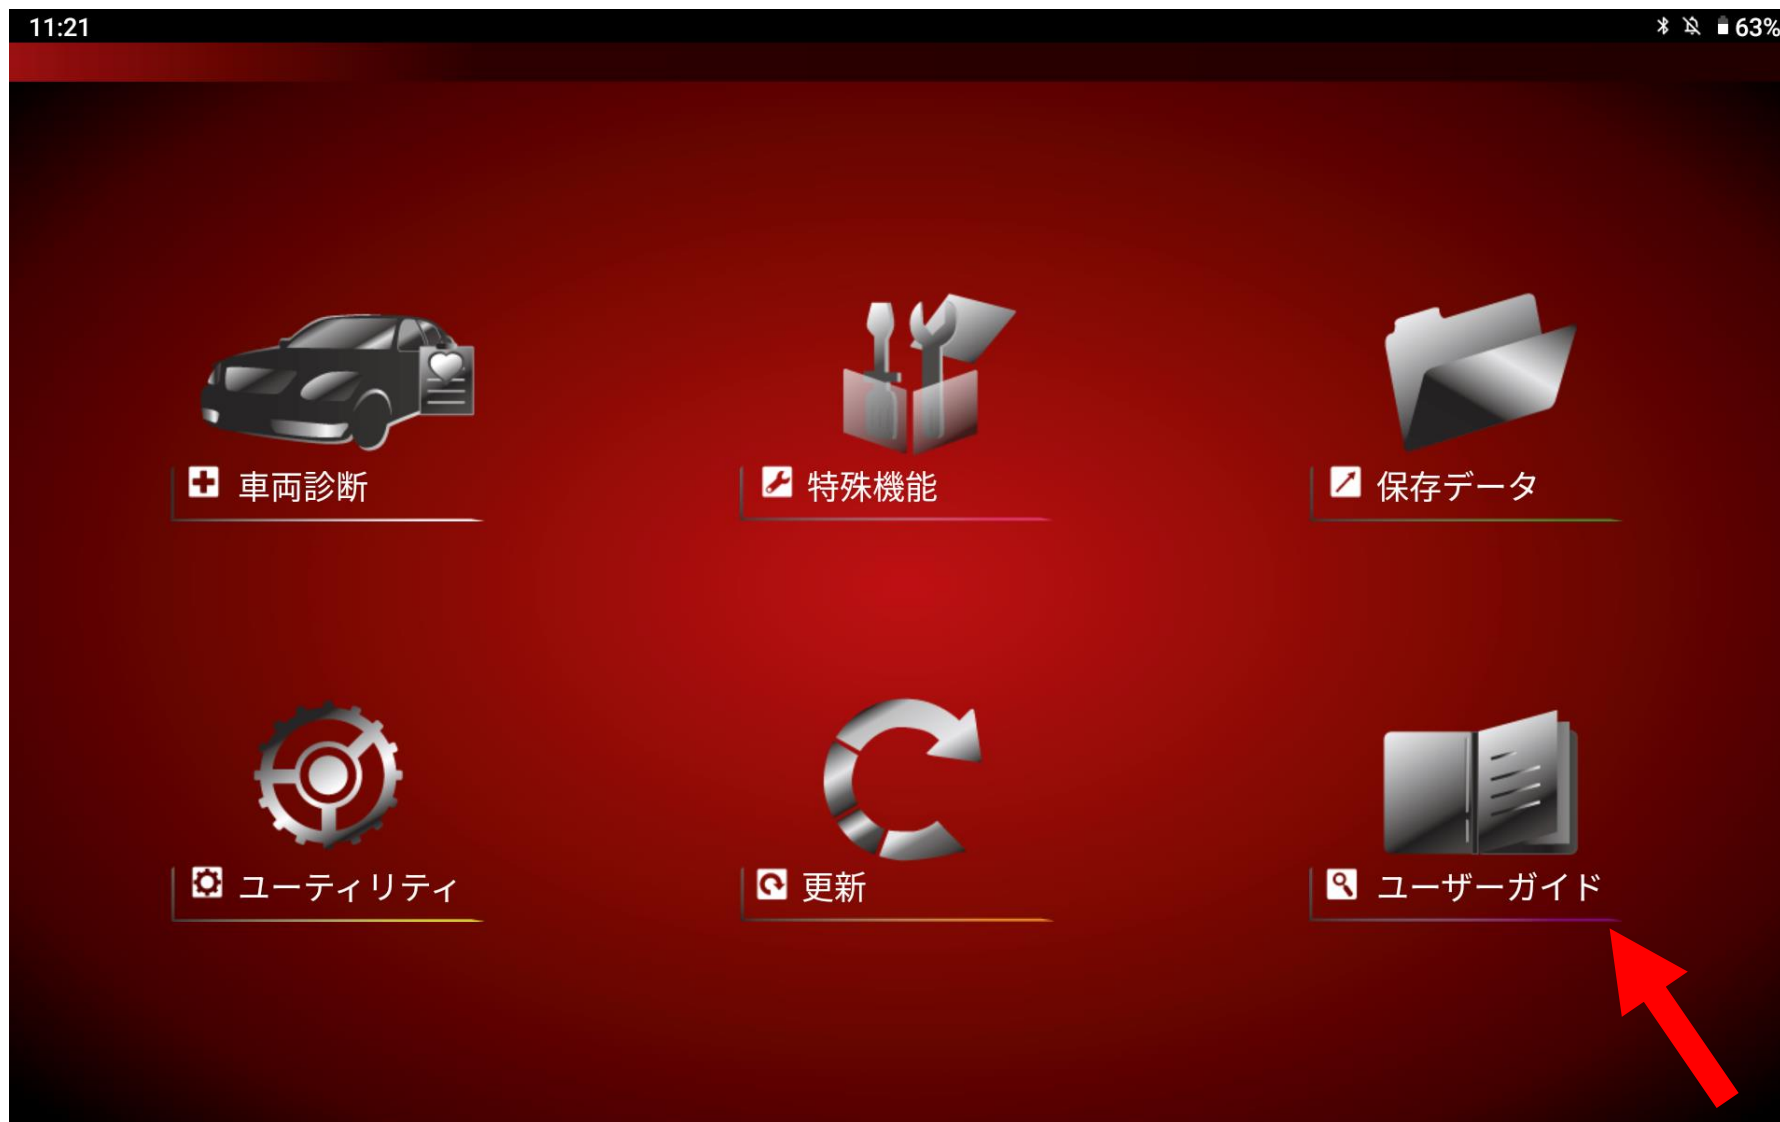 11:21
63%
車両診断
特殊機能
保存データ
ユーティリティ
更新
ユーザーガイド